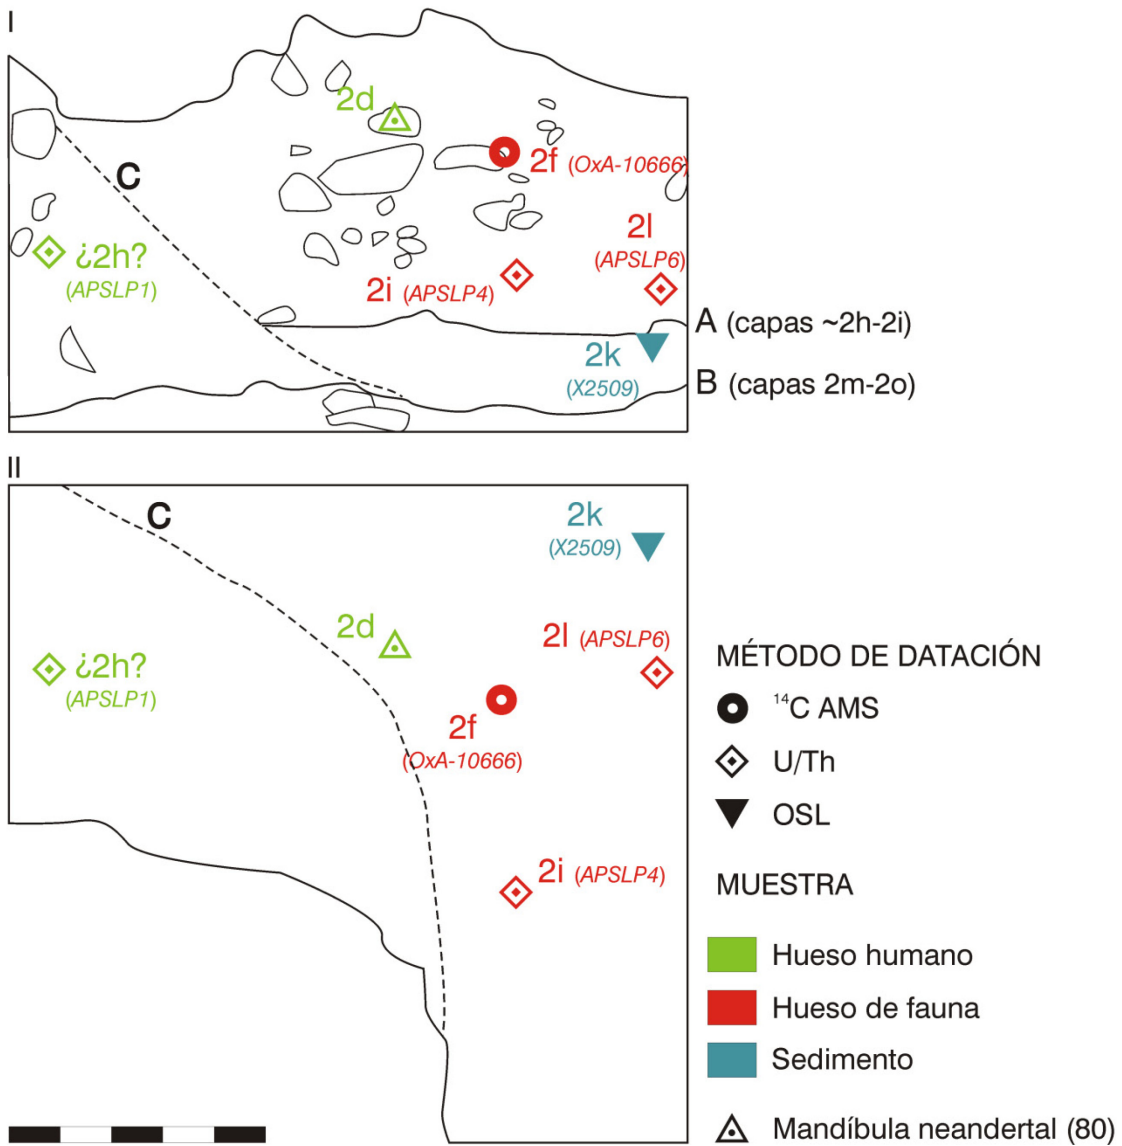 I
2d
C
2f (OxA-10666)
2l
(APSLP6)
¿2h?
(APSLP1)
2i (APSLP4)
A (capas ~2h-2i)
2k
(X2509)
B (capas 2m-2o)
II
C
2k
(X2509)
2d
2l (APSLP6)
¿2h?
(APSLP1)
2f
(OxA-10666)
2i (APSLP4)
MÉTODO DE DATACIÓN
¹⁴C AMS
U/Th
OSL
MUESTRA
Hueso humano
Hueso de fauna
Sedimento
Mandíbula neandertal (80)